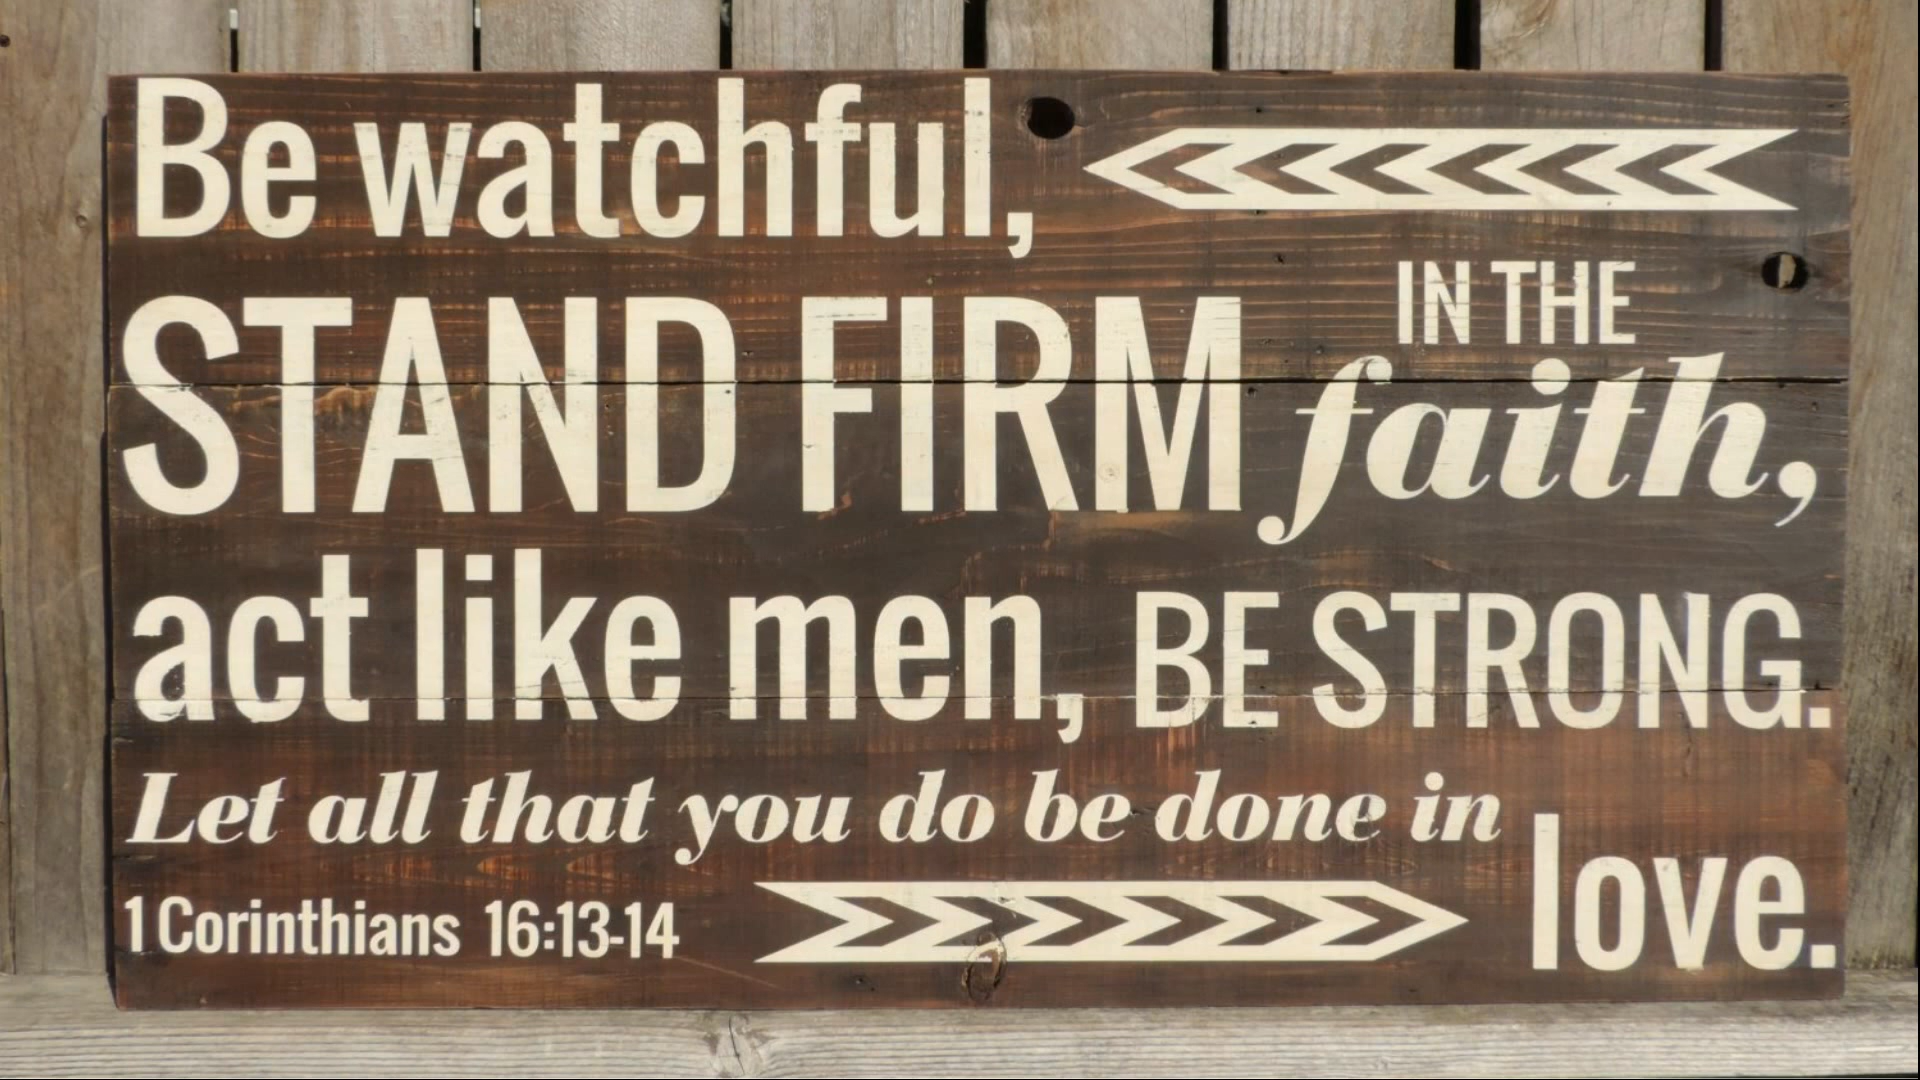 Be watchful,
STAND FIRM IN THE faith,
act like men, BE STRONG.
Let all that you do be done in love.
1 Corinthians 16:13-14